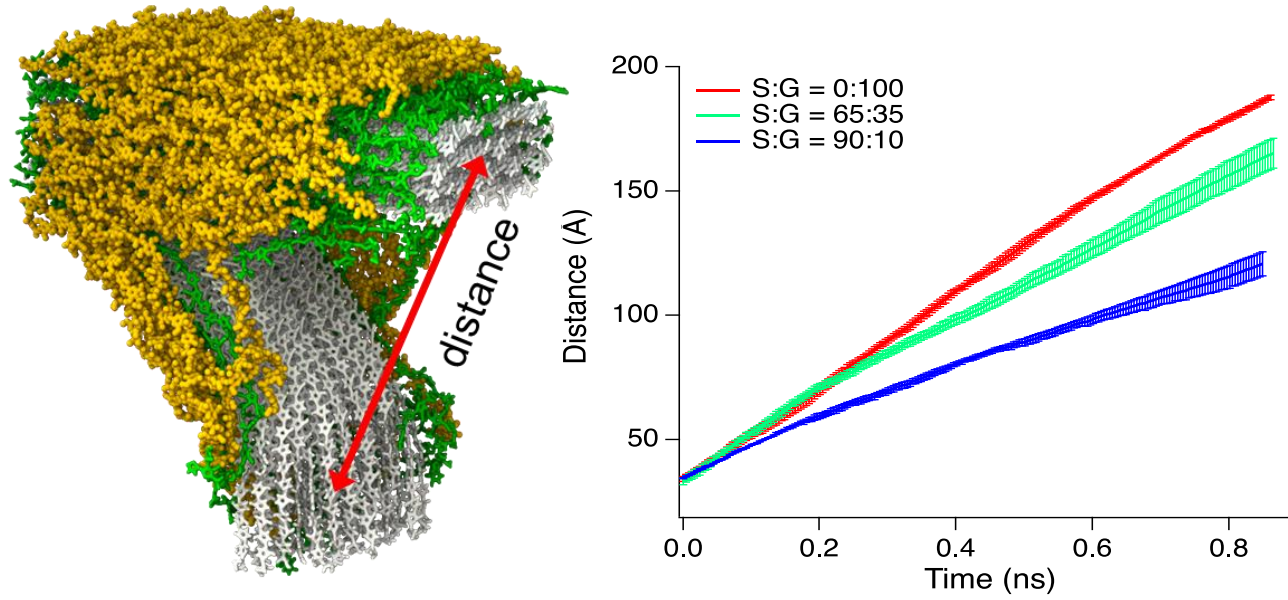 distance
200
150
100
50
Distance (Å)
S:G = 0:100
S:G = 65:35
S:G = 90:10
0.0 0.2 0.4 0.6 0.8
Time (ns)